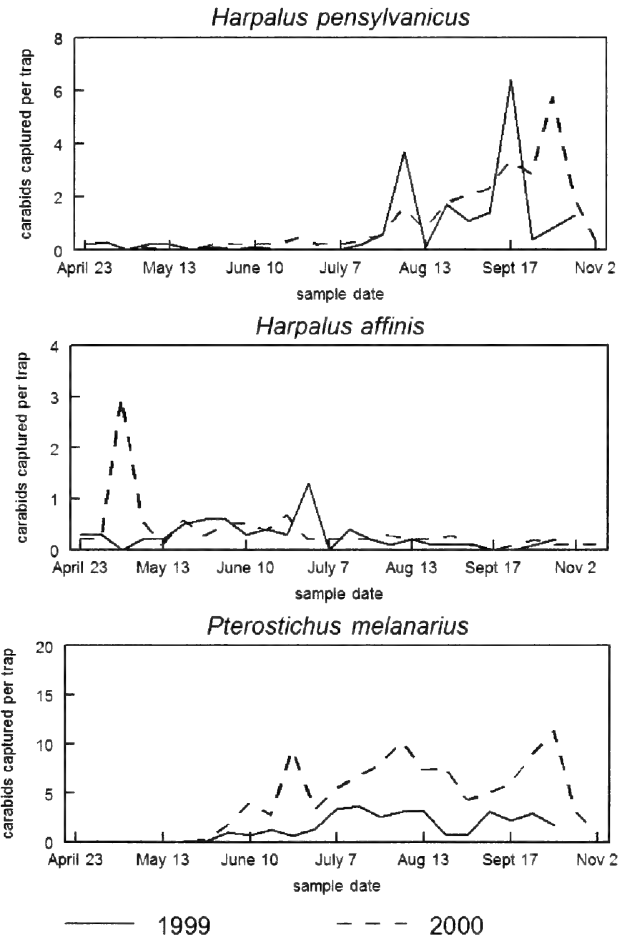 Harpalus pensylvanicus
carabids captured per trap
8
6
4
2
0
April 23 May 13 June 10 July 7 Aug 13 Sept 17 Nov 2
sample date
Harpalus affinis
carabids captured per trap
4
3
2
1
0
April 23 May 13 June 10 July 7 Aug 13 Sept 17 Nov 2
sample date
Pterostichus melanarius
carabids captured per trap
20
15
10
5
0
April 23 May 13 June 10 July 7 Aug 13 Sept 17 Nov 2
sample date
1999 2000